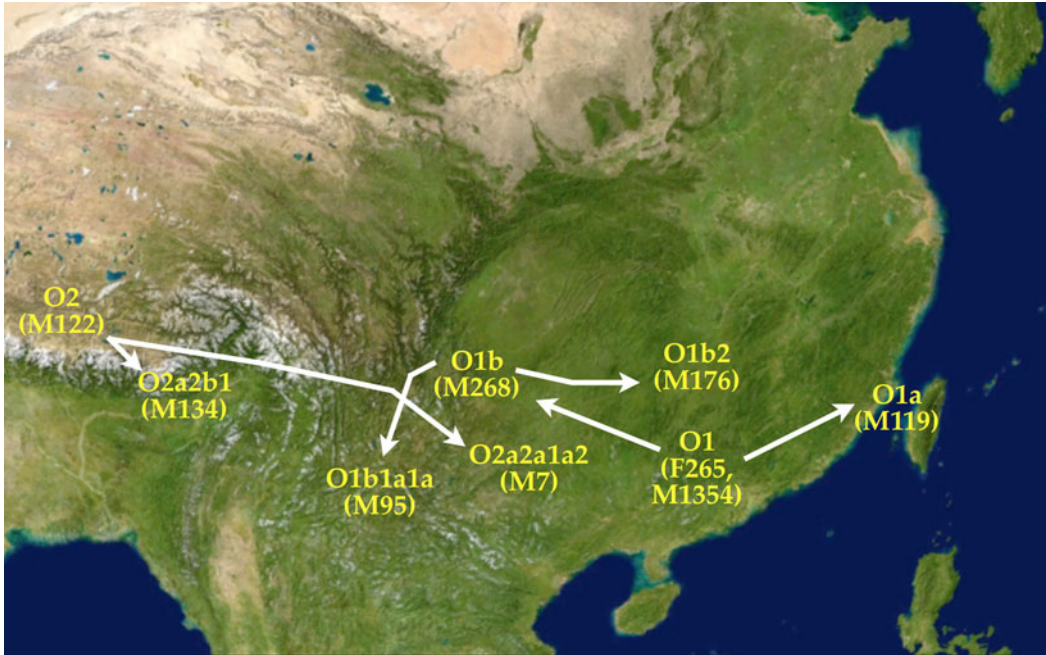 O2
(M122)
O2a2b1
(M134)
O1b
(M268)
O1b2
(M176)
O1a
(M119)
O1b1a1a
(M95)
O2a2a1a2
(M7)
O1
(F265,
M1354)